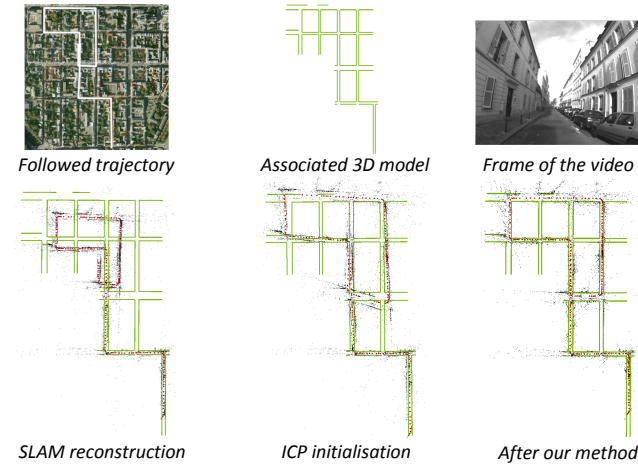 Followed trajectory
Associated 3D model
Frame of the video
SLAM reconstruction
ICP initialisation
After our method